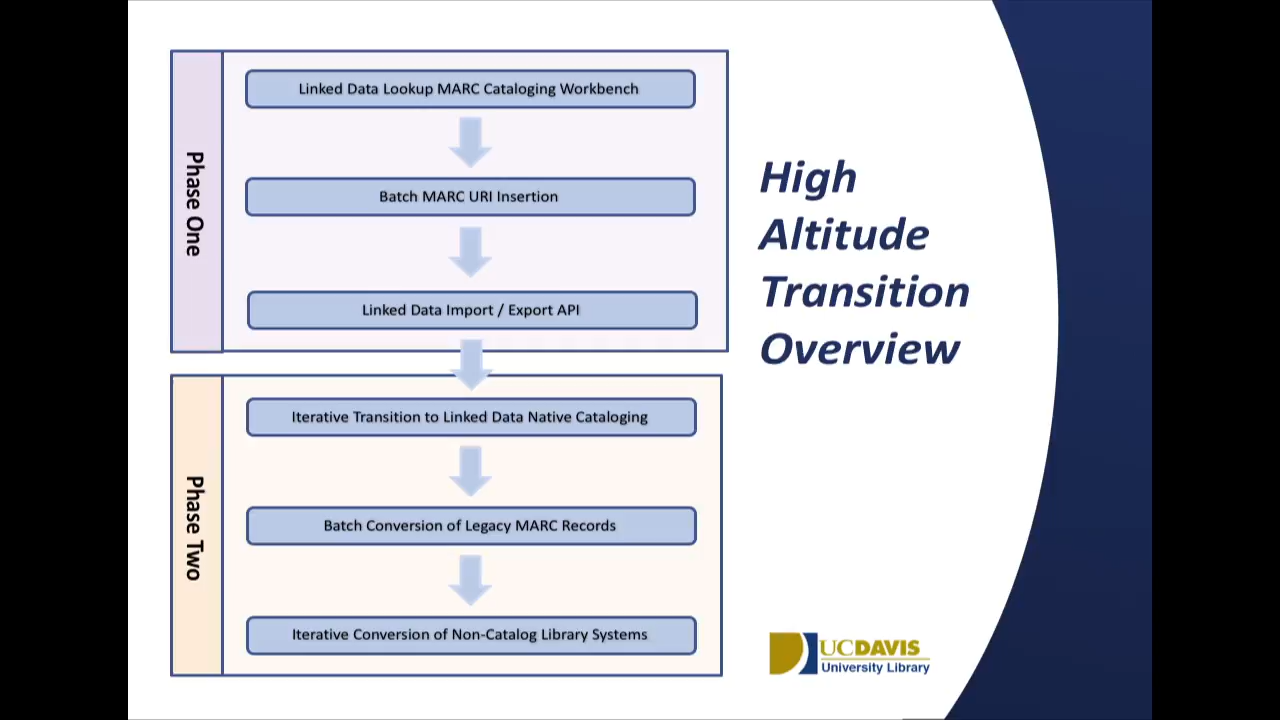 Phase One
Linked Data Lookup MARC Cataloging Workbench
Batch MARC URI Insertion
Linked Data Import / Export API
Phase Two
Iterative Transition to Linked Data Native Cataloging
Batch Conversion of Legacy MARC Records
Iterative Conversion of Non-Catalog Library Systems
High
Altitude
Transition
Overview
UCDAVIS
University Library